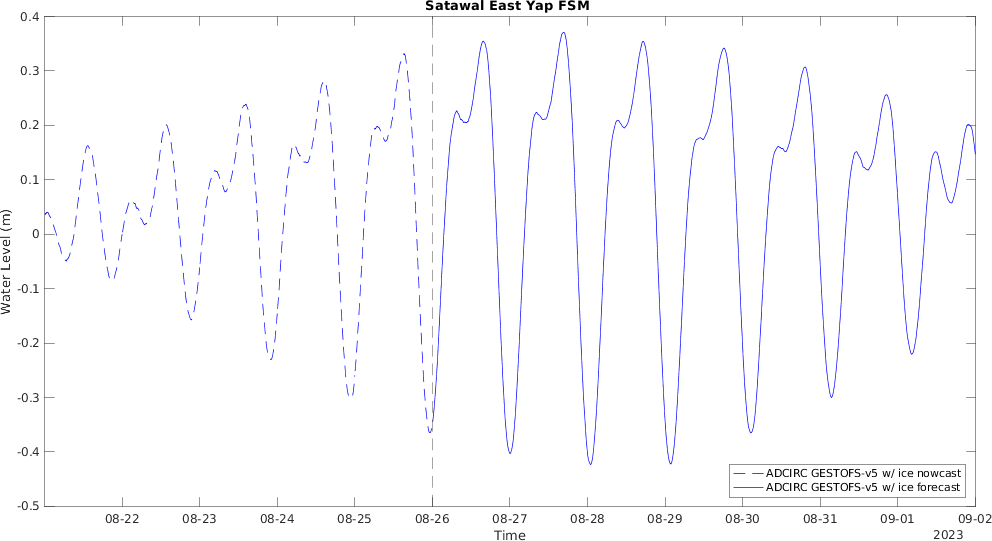 Satawal East Yap FSM
0.4
0.3
0.2
0.1
0
-0.1
-0.2
-0.3
-0.4
-0.5
Water Level (m)
ADCIRC GESTOFS-v5 w/ ice nowcast
ADCIRC GESTOFS-v5 w/ ice forecast
08-22 08-23 08-24 08-25 08-26 08-27 08-28 08-29 08-30 08-31 09-01 09-02
Time
2023